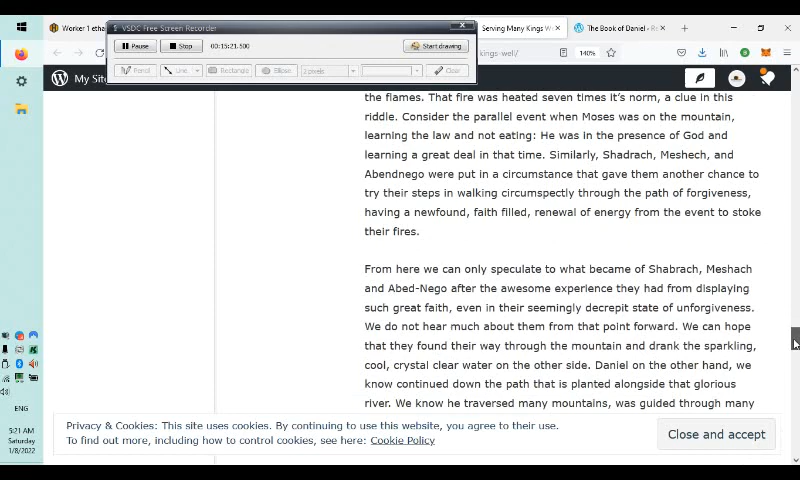 Worker 1 ethan
VSDC Free Screen Recorder
Serving Many Kings W
The Book of Daniel - R
Pause
Stop
00:15:21.500
Start drawing
kings-well/
140%
Pencil
Line
Rectangle
Ellipse
2 pixels
Clear
My Site
the flames. That fire was heated seven times it's norm, a clue in this
riddle. Consider the parallel event when Moses was on the mountain,
learning the law and not eating: He was in the presence of God and
learning a great deal in that time. Similarly, Shadrach, Meshech, and
Abendnego were put in a circumstance that gave them another chance to
try their steps in walking circumspectly through the path of forgiveness,
having a newfound, faith filled, renewal of energy from the event to stoke
their fires.
From here we can only speculate to what became of Shabrach, Meshach
and Abed-Nego after the awesome experience they had from displaying
such great faith, even in their seemingly decrepit state of unforgiveness.
We do not hear much about them from that point forward. We can hope
that they found their way through the mountain and drank the sparkling,
cool, crystal clear water on the other side. Daniel on the other hand, we
know continued down the path that is planted alongside that glorious
river. We know he traversed many mountains, was guided through many
Privacy & Cookies: This site uses cookies. By continuing to use this website, you agree to their use.
To find out more, including how to control cookies, see here: Cookie Policy
Close and accept
ENG
5:21 AM
Saturday
1/8/2022